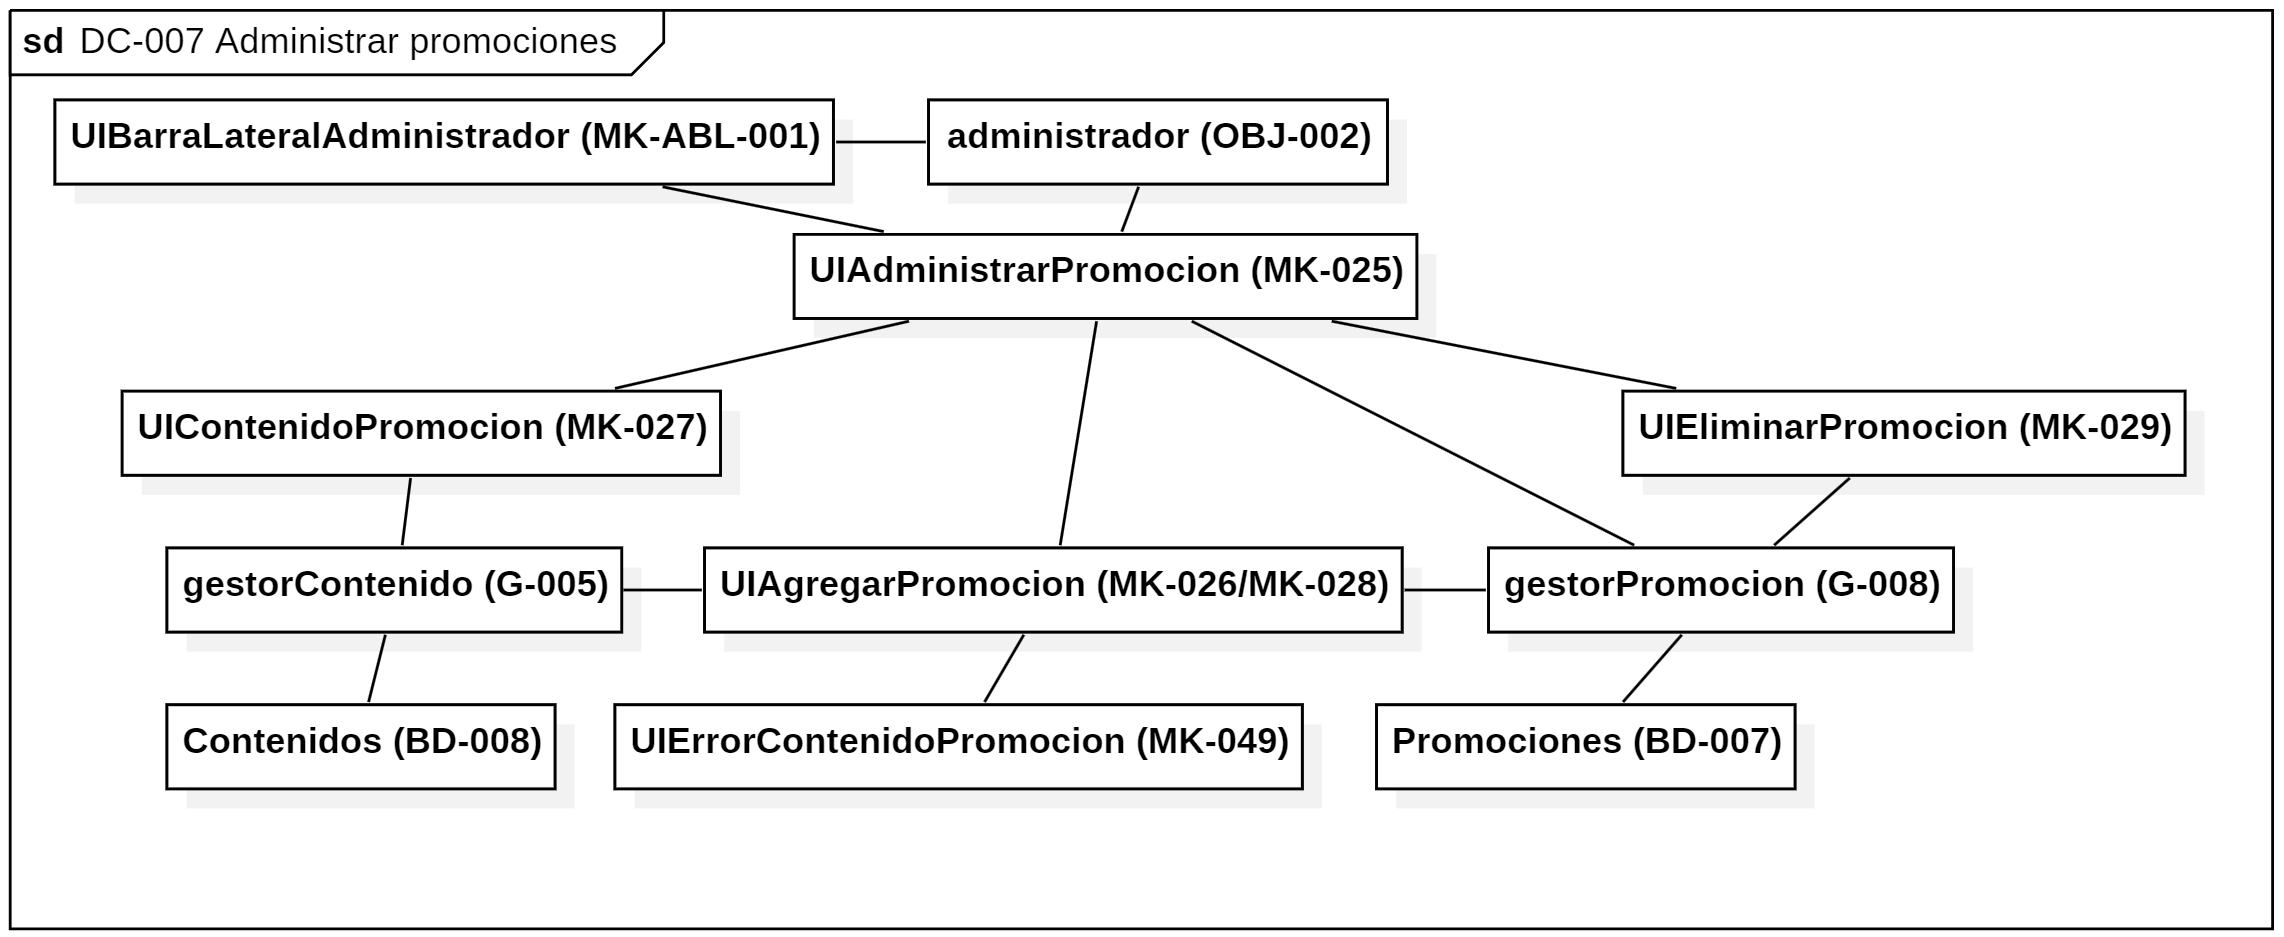 sd DC-007 Administrar promociones
UIBarraLateralAdministrador (MK-ABL-001)
administrador (OBJ-002)
UIAdministrarPromocion (MK-025)
UIContenidoPromocion (MK-027)
UIEliminarPromocion (MK-029)
gestorContenido (G-005)
UIAgregarPromocion (MK-026/MK-028)
gestorPromocion (G-008)
Contenidos (BD-008)
UIErrorContenidoPromocion (MK-049)
Promociones (BD-007)